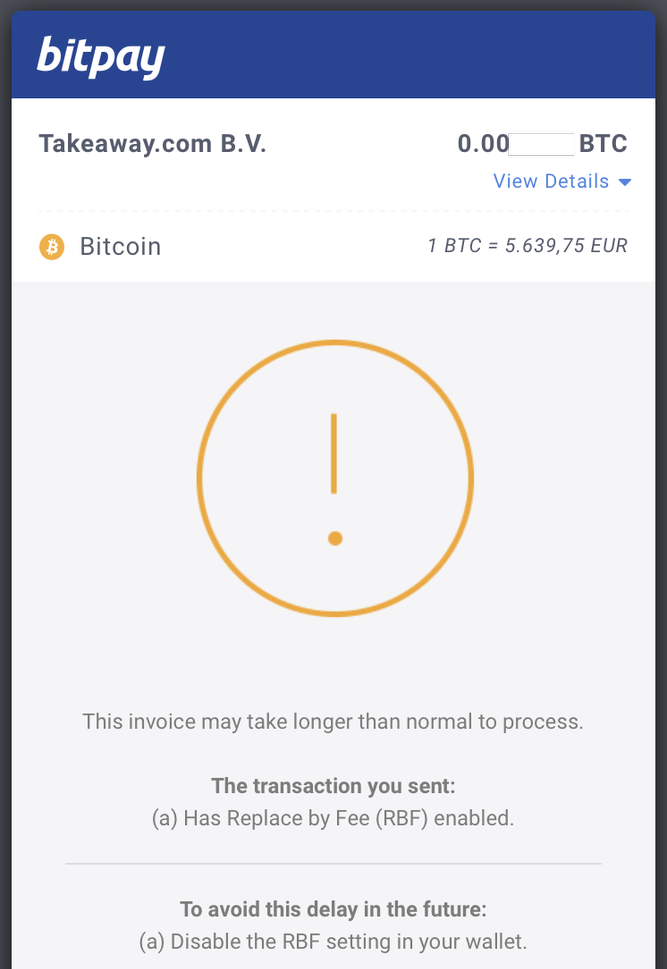 bitpay
Takeaway.com B.V. 0.00 BTC
View Details
Bitcoin 1 BTC = 5.639,75 EUR
This invoice may take longer than normal to process.
The transaction you sent:
(a) Has Replace by Fee (RBF) enabled.
To avoid this delay in the future:
(a) Disable the RBF setting in your wallet.